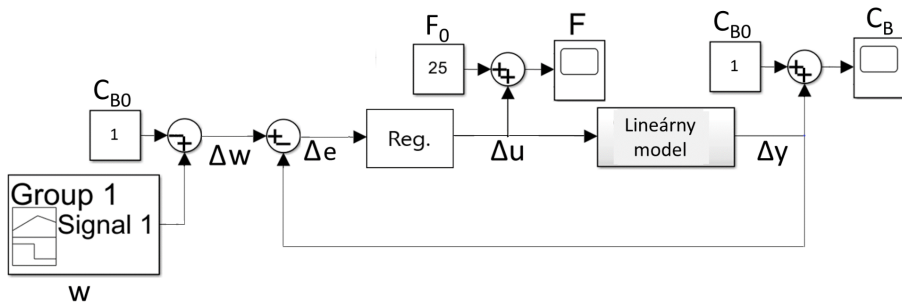 F₀
F
C_B0
C_B
25
1
C_B0
1
Δw
Δe
Reg.
Δu
Lineárny
model
Δy
Group 1
Signal 1
w